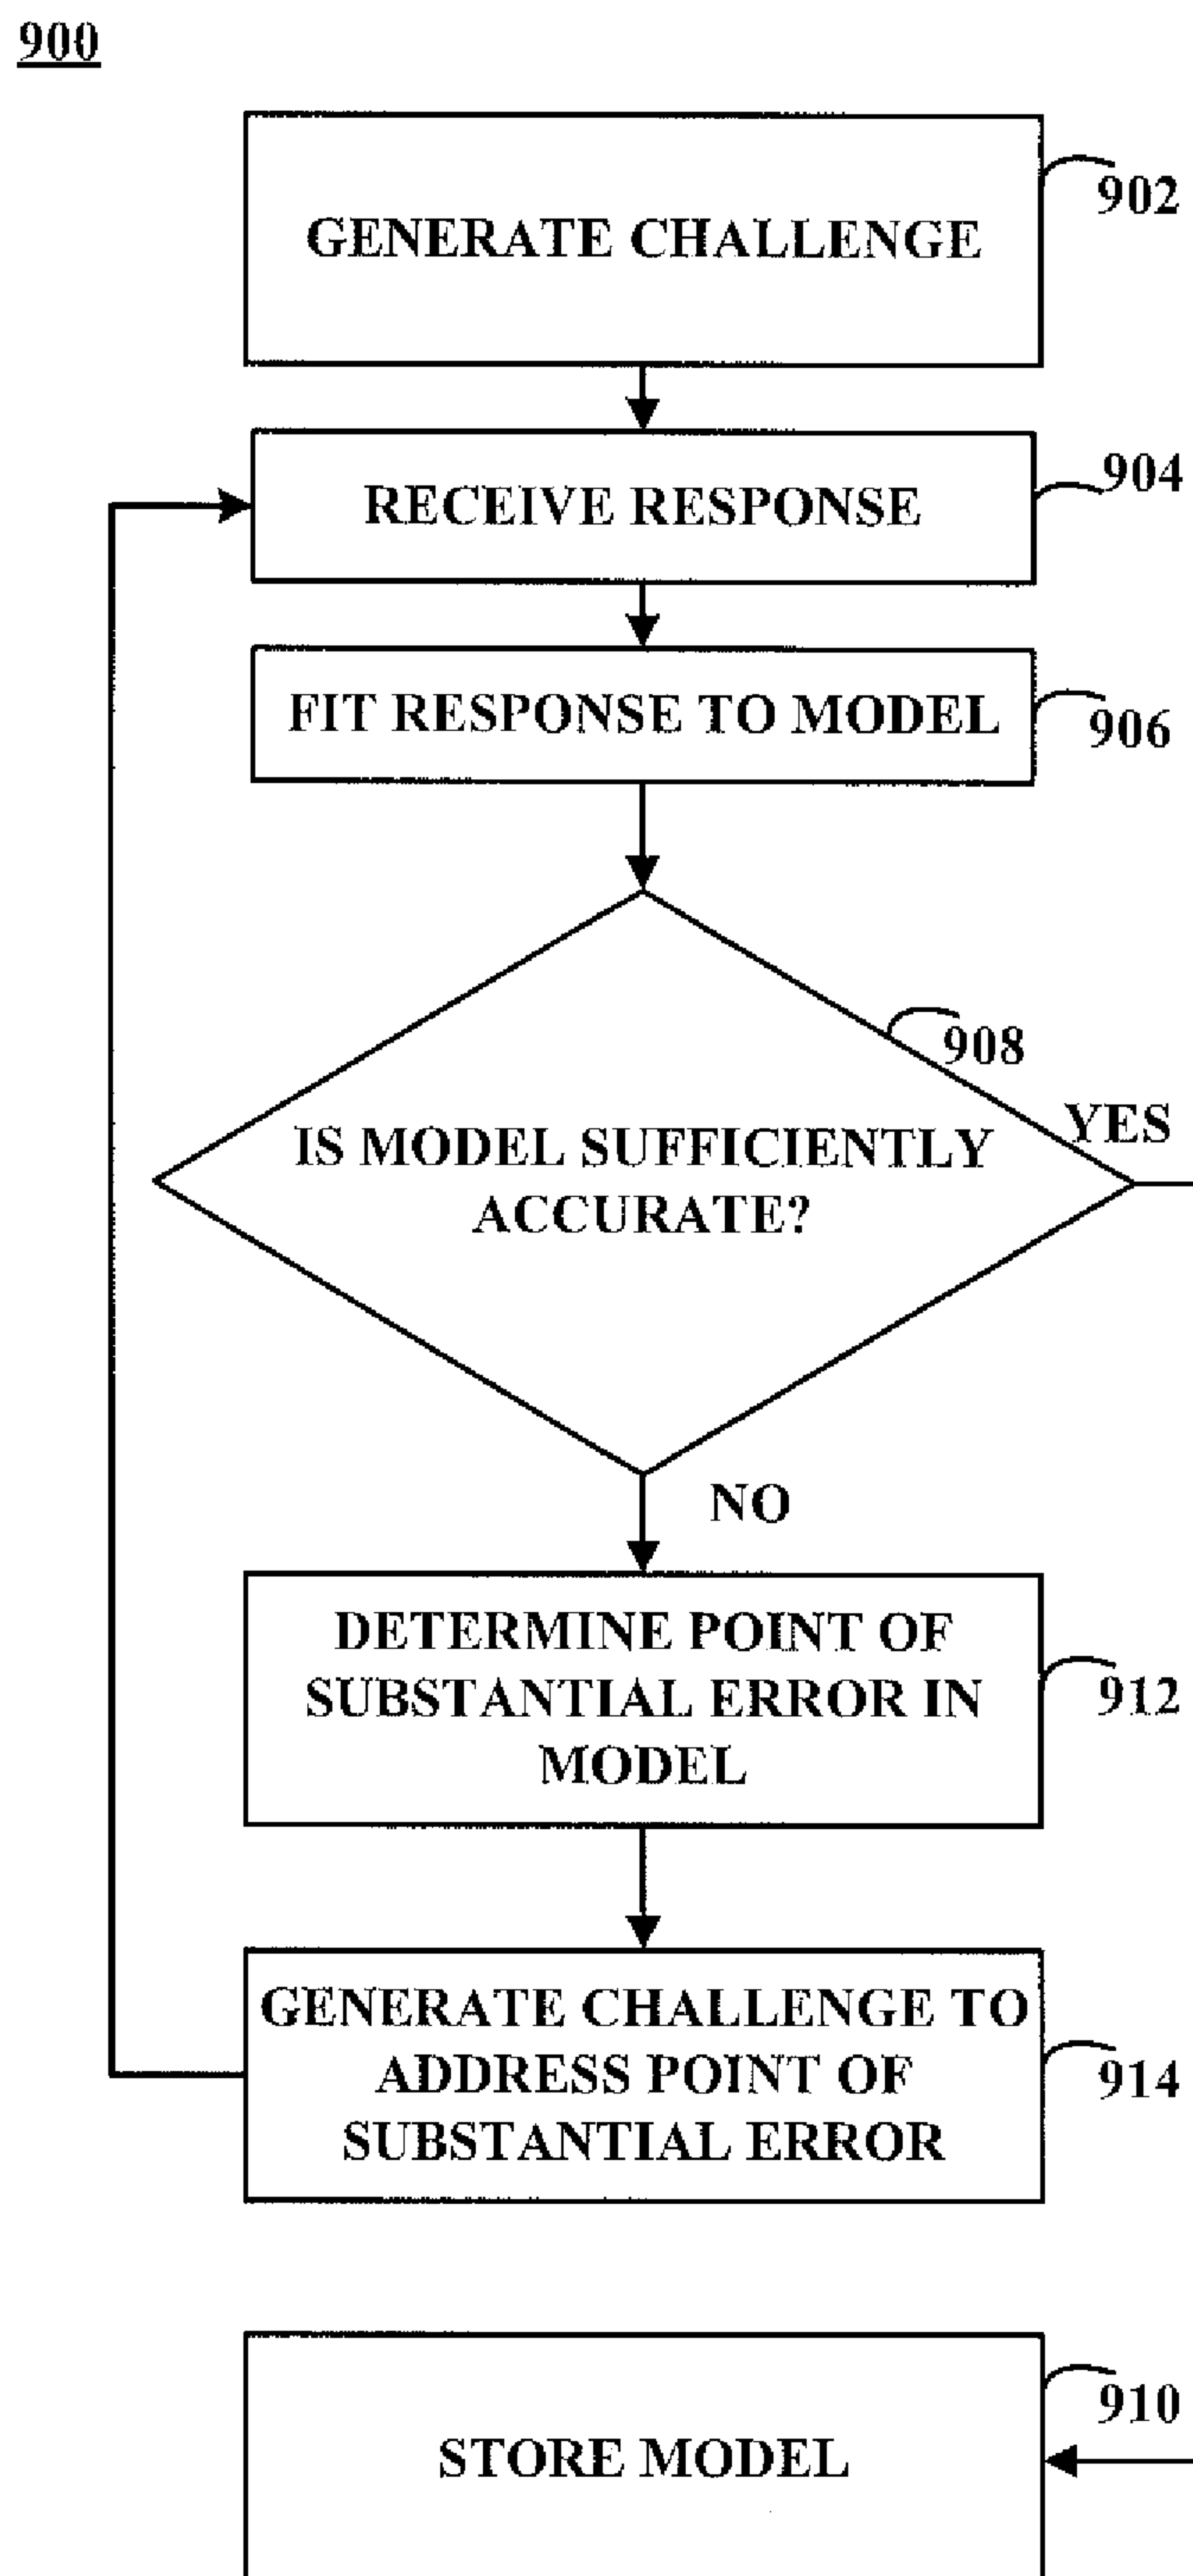 900
GENERATE CHALLENGE
902
RECEIVE RESPONSE
904
FIT RESPONSE TO MODEL
906
908
IS MODEL SUFFICIENTLY
ACCURATE?
YES
NO
DETERMINE POINT OF
SUBSTANTIAL ERROR IN
MODEL
912
GENERATE CHALLENGE TO
ADDRESS POINT OF
SUBSTANTIAL ERROR
914
STORE MODEL
910